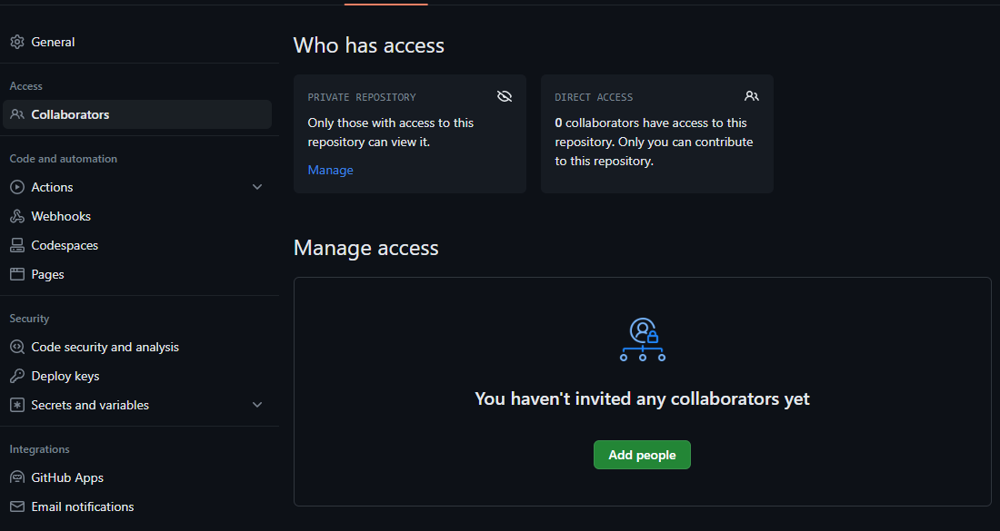 General
Access
Collaborators
Code and automation
Actions
Webhooks
Codespaces
Pages
Security
Code security and analysis
Deploy keys
Secrets and variables
Integrations
GitHub Apps
Email notifications
Who has access
PRIVATE REPOSITORY
Only those with access to this
repository can view it.
Manage
DIRECT ACCESS
0 collaborators have access to this
repository. Only you can contribute
to this repository.
Manage access
You haven't invited any collaborators yet
Add people